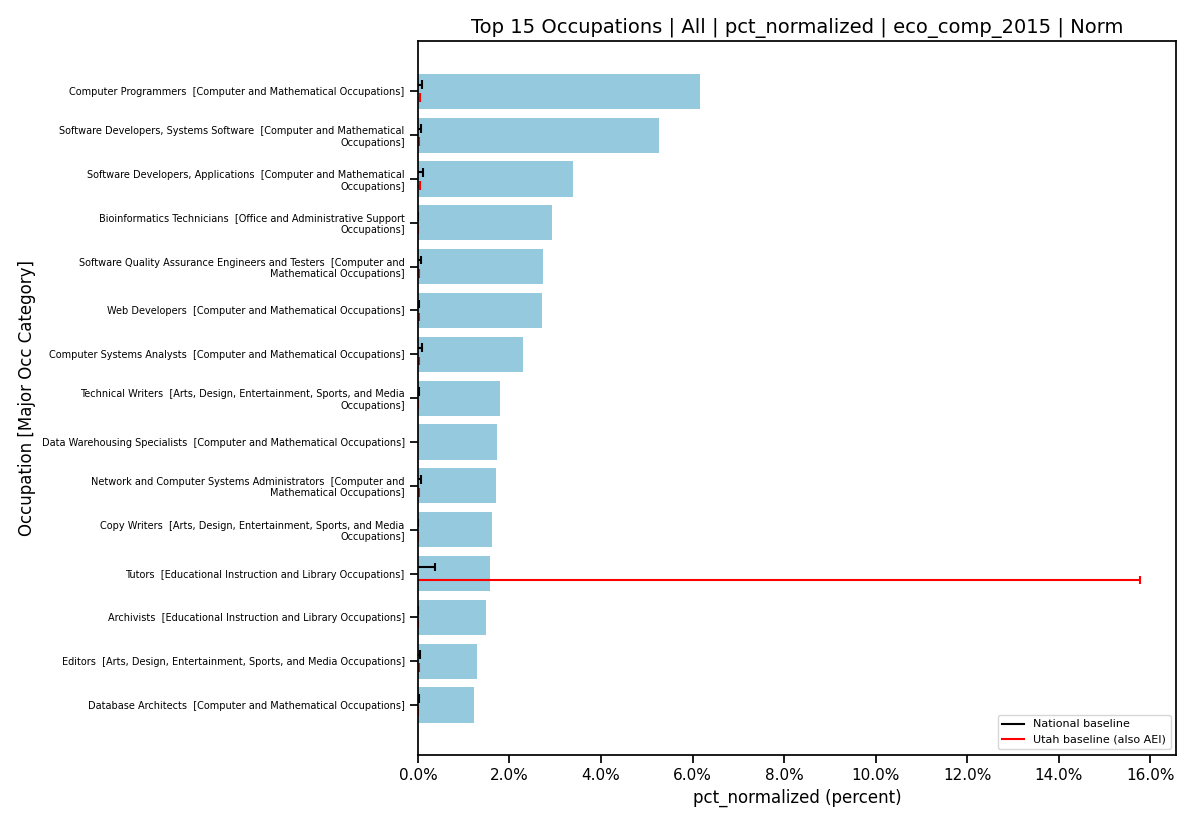 Top 15 Occupations | All | pct_normalized | eco_comp_2015 | Norm
Computer Programmers  [Computer and Mathematical Occupations]
Software Developers, Systems Software  [Computer and Mathematical
Occupations]
Software Developers, Applications  [Computer and Mathematical
Occupations]
Bioinformatics Technicians  [Office and Administrative Support
Occupations]
Software Quality Assurance Engineers and Testers  [Computer and
Mathematical Occupations]
Web Developers  [Computer and Mathematical Occupations]
Computer Systems Analysts  [Computer and Mathematical Occupations]
Technical Writers  [Arts, Design, Entertainment, Sports, and Media
Occupations]
Data Warehousing Specialists  [Computer and Mathematical Occupations]
Network and Computer Systems Administrators  [Computer and
Mathematical Occupations]
Copy Writers  [Arts, Design, Entertainment, Sports, and Media
Occupations]
Tutors  [Educational Instruction and Library Occupations]
Archivists  [Educational Instruction and Library Occupations]
Editors  [Arts, Design, Entertainment, Sports, and Media Occupations]
Database Architects  [Computer and Mathematical Occupations]
Occupation [Major Occ Category]
National baseline
Utah baseline (also AEI)
0.0% 2.0% 4.0% 6.0% 8.0% 10.0% 12.0% 14.0% 16.0%
pct_normalized (percent)